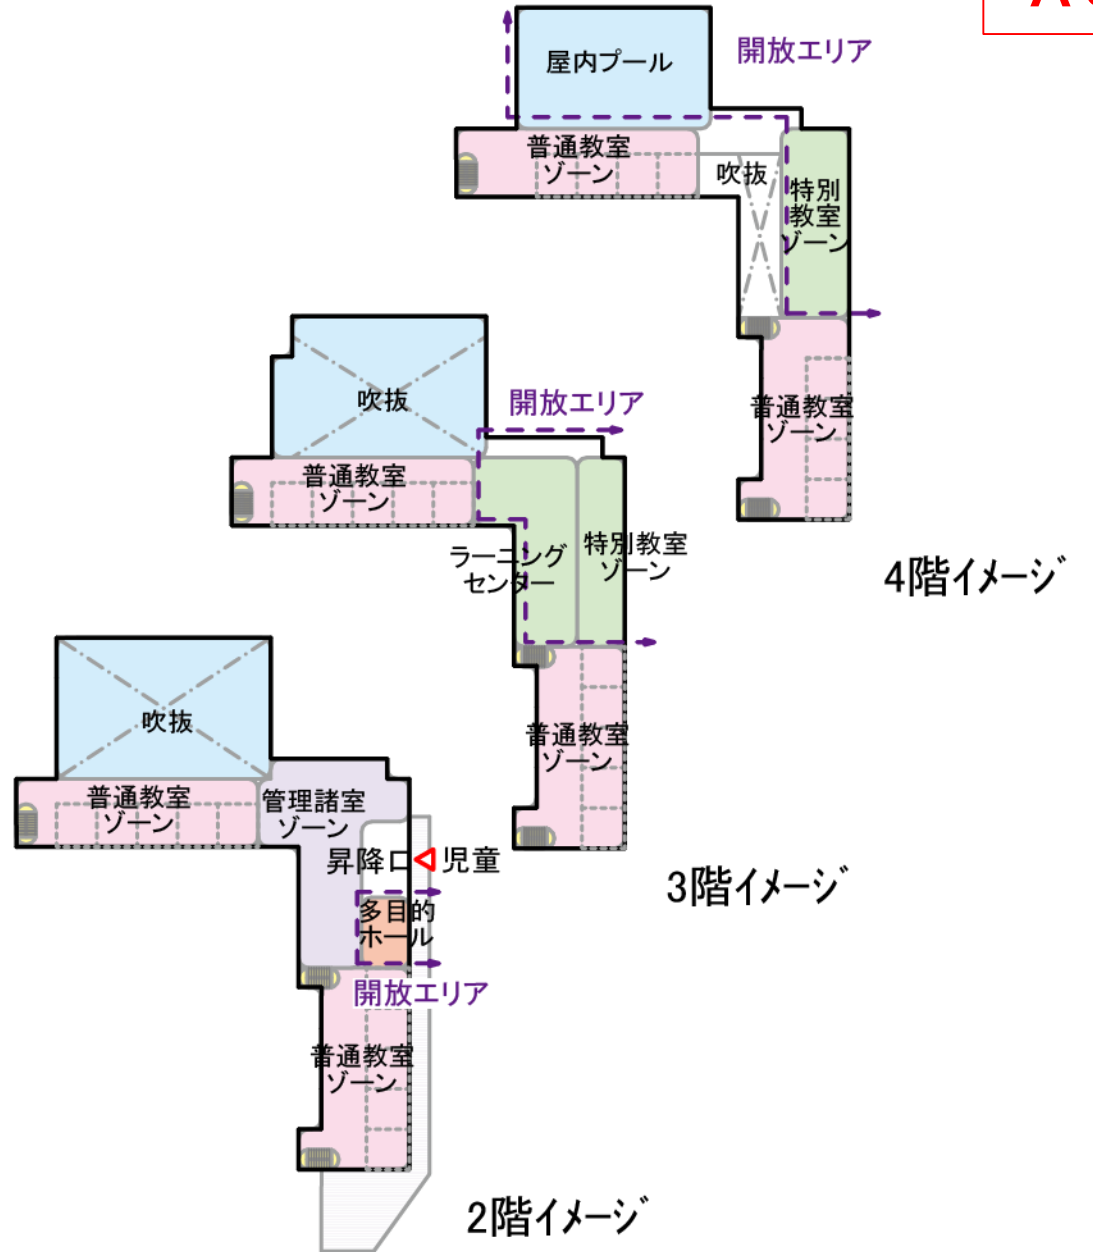 屋内プール
開放エリア
普通教室
ゾーン
吹抜
特別
教室
ゾーン
普通教室
ゾーン
4階イメージ
吹抜
開放エリア
普通教室
ゾーン
ラーニング
センター
特別教室
ゾーン
普通教室
ゾーン
3階イメージ
吹抜
普通教室
ゾーン
管理諸室
ゾーン
昇降口
児童
多目的
ホール
開放エリア
普通教室
ゾーン
2階イメージ